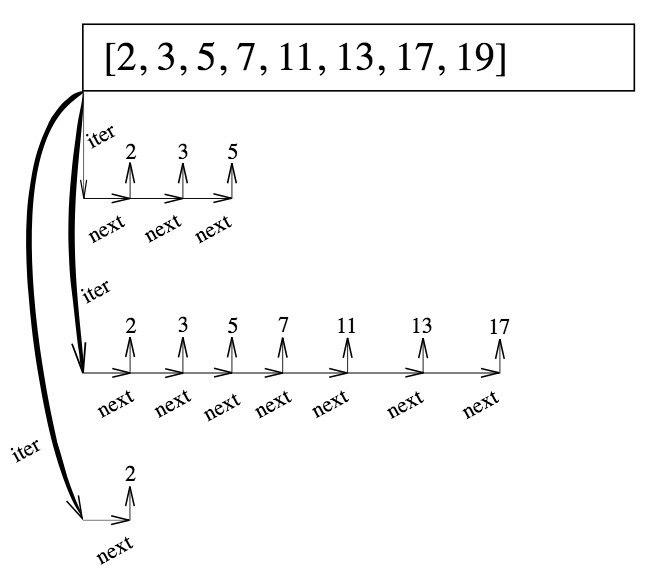 [2, 3, 5, 7, 11, 13, 17, 19]
iter
2 3 5
next next next
iter
2 3 5 7 11 13 17
next next next next next next next
iter
2
next